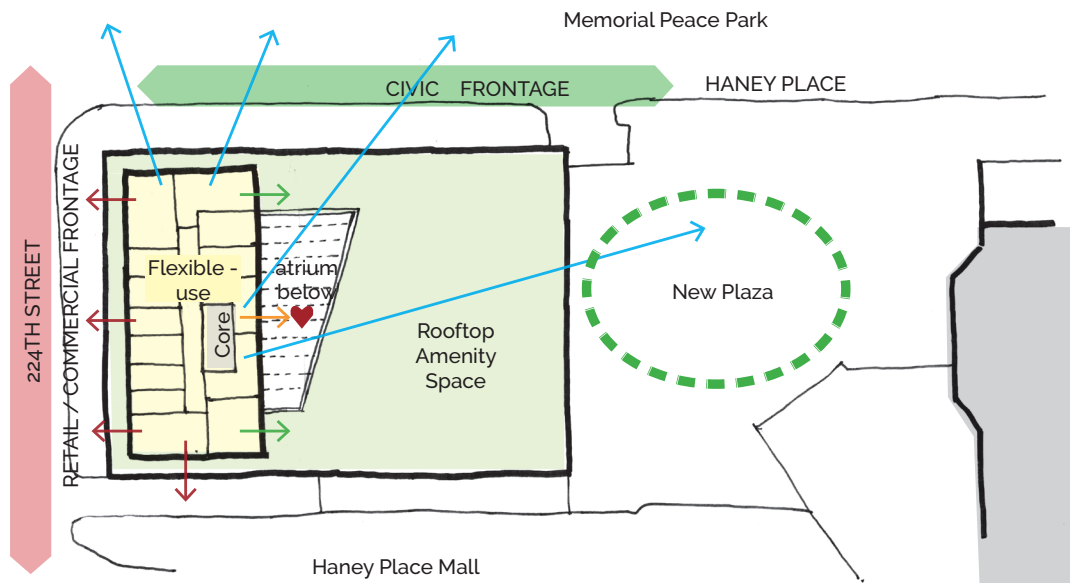 Memorial Peace Park
CIVIC FRONTAGE
HANEY PLACE
224TH STREET
RETAIL / COMMERCIAL FRONTAGE
Flexible -
use
atrium
below
Core
Rooftop
Amenity
Space
New Plaza
Haney Place Mall